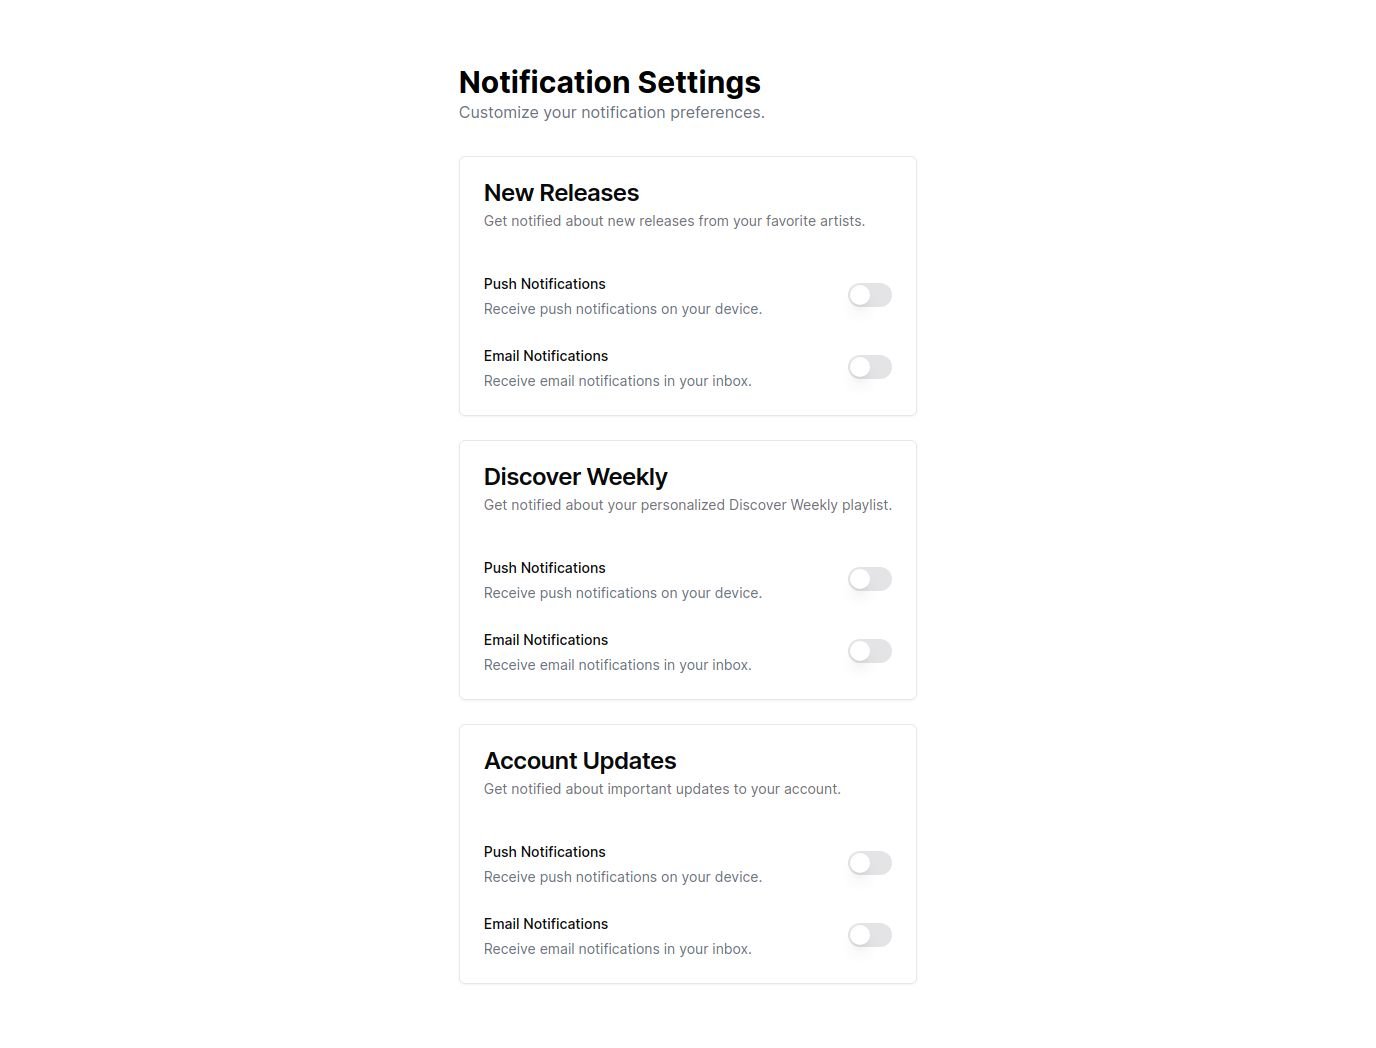 Notification Settings
Customize your notification preferences.
New Releases
Get notified about new releases from your favorite artists.
Push Notifications
Receive push notifications on your device.
Email Notifications
Receive email notifications in your inbox.
Discover Weekly
Get notified about your personalized Discover Weekly playlist.
Push Notifications
Receive push notifications on your device.
Email Notifications
Receive email notifications in your inbox.
Account Updates
Get notified about important updates to your account.
Push Notifications
Receive push notifications on your device.
Email Notifications
Receive email notifications in your inbox.